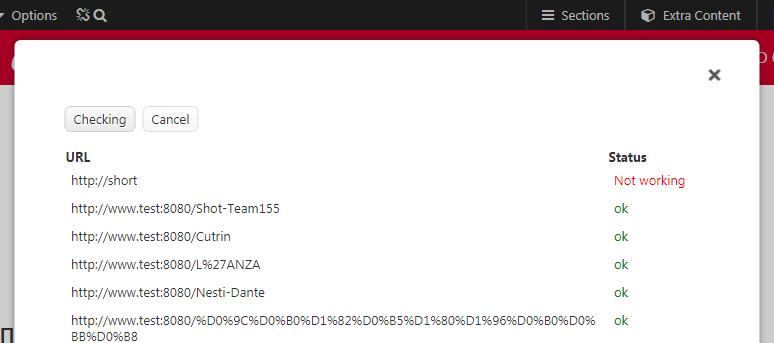 Options
Sections
Extra Content
Checking
Cancel
URL Status
http://short Not working
http://www.test:8080/Shot-Team155 ok
http://www.test:8080/Cutrin ok
http://www.test:8080/L%27ANZA ok
http://www.test:8080/Nesti-Dante ok
http://www.test:8080/%D0%9C%D0%B0%D1%82%D0%B5%D1%80%D1%96%D0%B0%D0% ok
BB%D0%B8